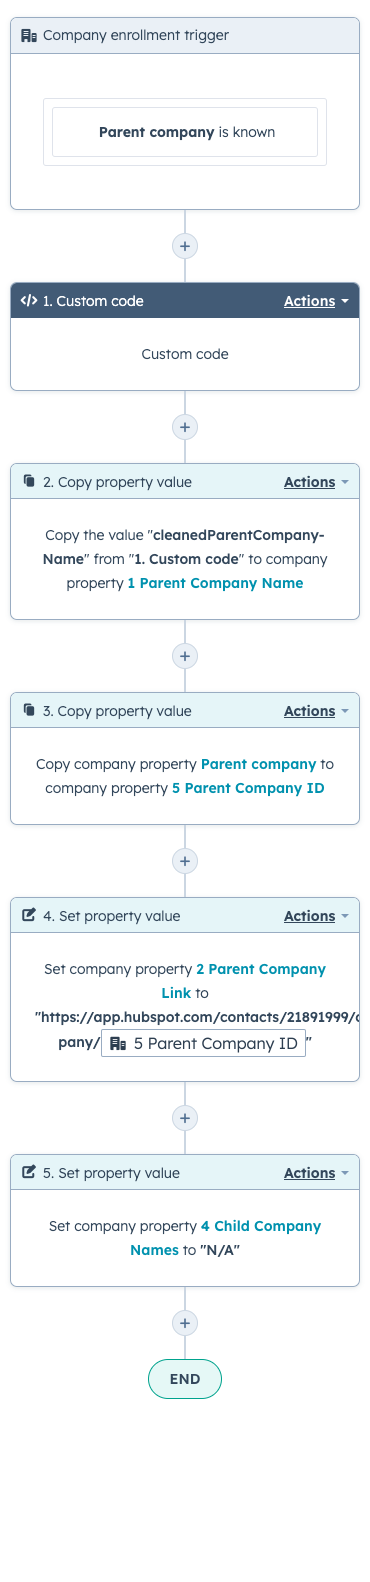 Company enrollment trigger
Parent company is known
1. Custom code Actions
Custom code
2. Copy property value Actions
Copy the value "cleanedParentCompany-
Name" from "1. Custom code" to company
property 1 Parent Company Name
3. Copy property value Actions
Copy company property Parent company to
company property 5 Parent Company ID
4. Set property value Actions
Set company property 2 Parent Company
Link to
"https://app.hubspot.com/contacts/21891999/
pany/ 5 Parent Company ID "
5. Set property value Actions
Set company property 4 Child Company
Names to "N/A"
END